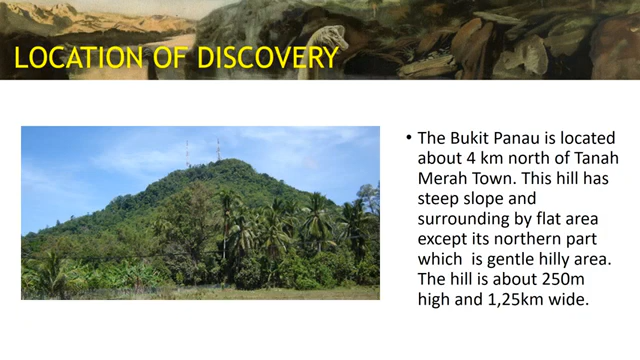 LOCATION OF DISCOVERY
• The Bukit Panau is located
about 4 km north of Tanah
Merah Town. This hill has
steep slope and
surrounding by flat area
except its northern part
which  is gentle hilly area.
The hill is about 250m
high and 1,25km wide.